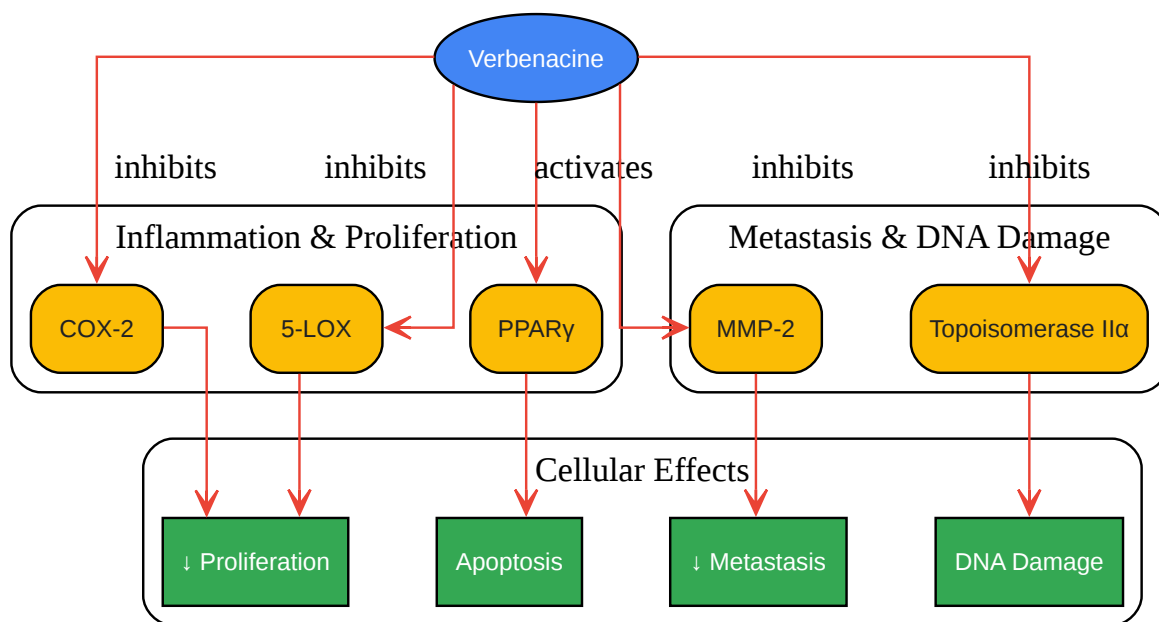 Verbenacine
inhibits
inhibits
activates
inhibits
inhibits
Inflammation & Proliferation
Metastasis & DNA Damage
COX-2
5-LOX
PPARγ
MMP-2
Topoisomerase IIα
Cellular Effects
↓ Proliferation
Apoptosis
↓ Metastasis
DNA Damage